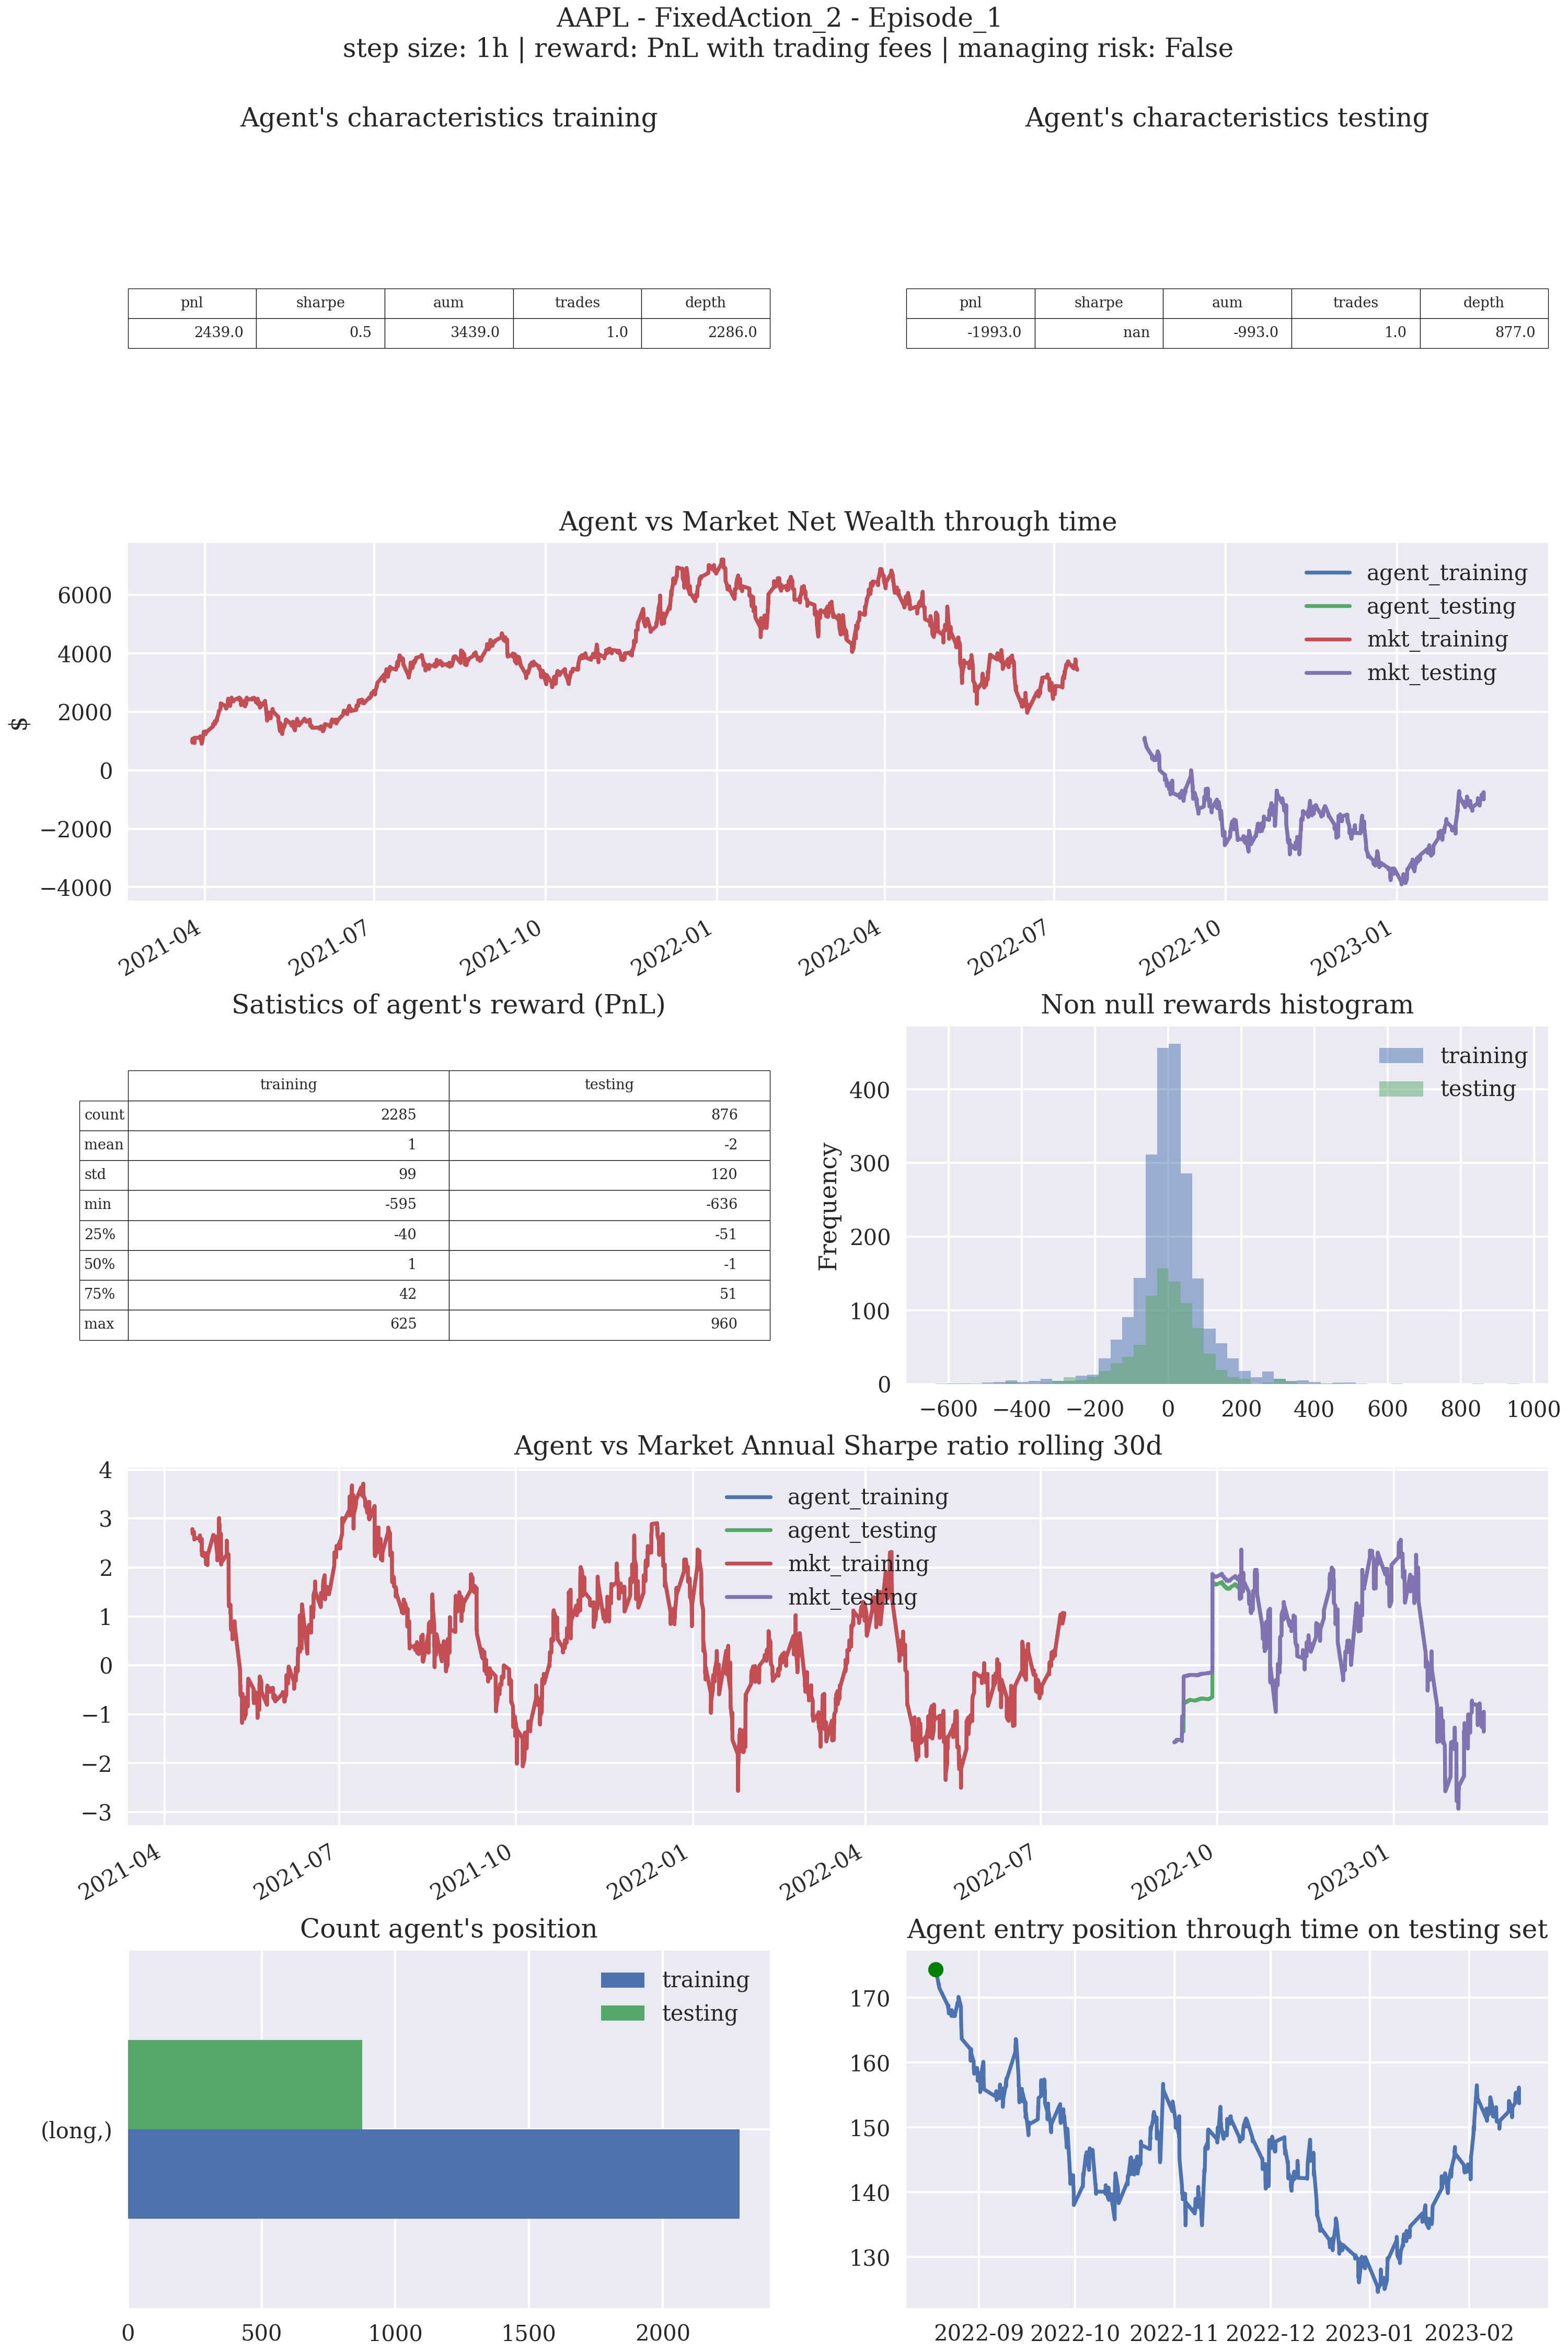 AAPL - FixedAction_2 - Episode_1
step size: 1h | reward: PnL with trading fees | managing risk: False
Agent's characteristics training
pnl sharpe aum trades depth
2439.0 0.5 3439.0 1.0 2286.0
Agent's characteristics testing
pnl sharpe aum trades depth
-1993.0 nan -993.0 1.0 877.0
Agent vs Market Net Wealth through time
$
6000
4000
2000
0
−2000
−4000
agent_training
agent_testing
mkt_training
mkt_testing
2021-04 2021-07 2021-10 2022-01 2022-04 2022-07 2022-10 2023-01
Satistics of agent's reward (PnL)
training testing
count 2285 876
mean 1 -2
std 99 120
min -595 -636
25% -40 -51
50% 1 -1
75% 42 51
max 625 960
Non null rewards histogram
Frequency
400
300
200
100
0
training
testing
−600 −400 −200 0 200 400 600 800 1000
Agent vs Market Annual Sharpe ratio rolling 30d
4
3
2
1
0
−1
−2
−3
agent_training
agent_testing
mkt_training
mkt_testing
2021-04 2021-07 2021-10 2022-01 2022-04 2022-07 2022-10 2023-01
Count agent's position
training
testing
(long,)
0 500 1000 1500 2000
Agent entry position through time on testing set
170
160
150
140
130
2022-09 2022-10 2022-11 2022-12 2023-01 2023-02